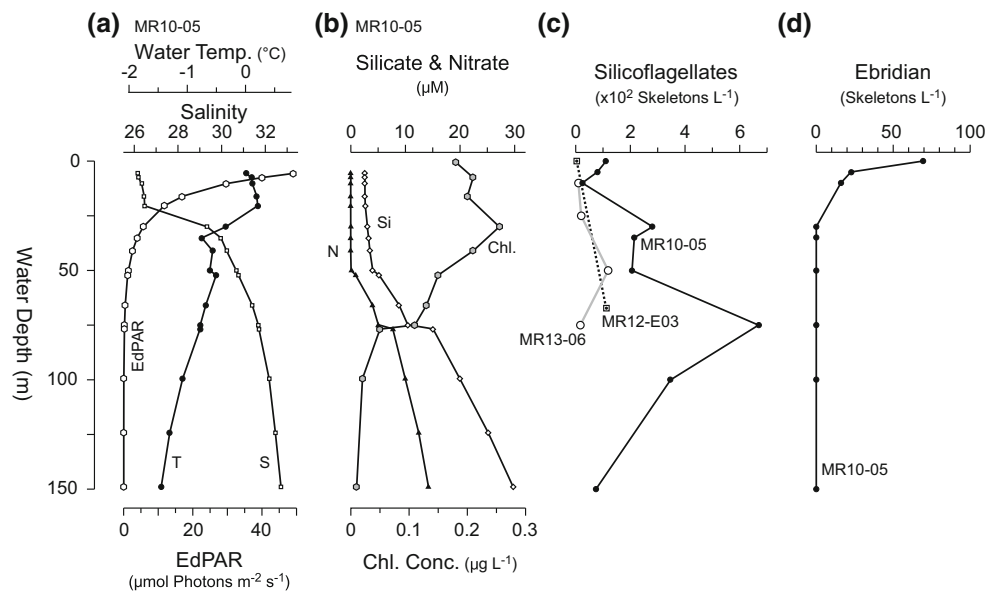 (a) MR10-05
Water Temp. (°C)
-2 -1 0
Salinity
26 28 30 32
0
50
100
150
Water Depth (m)
EdPAR
T
S
0 20 40
EdPAR
(μmol Photons m-2 s-1)
(b) MR10-05
Silicate & Nitrate
(μM)
0 10 20 30
N
Si
Chl.
0 0.1 0.2 0.3
Chl. Conc. (μg L-1)
(c)
Silicoflagellates
(x102 Skeletons L-1)
0 2 4 6
MR10-05
MR12-E03
MR13-06
(d)
Ebridian
(Skeletons L-1)
0 50 100
MR10-05